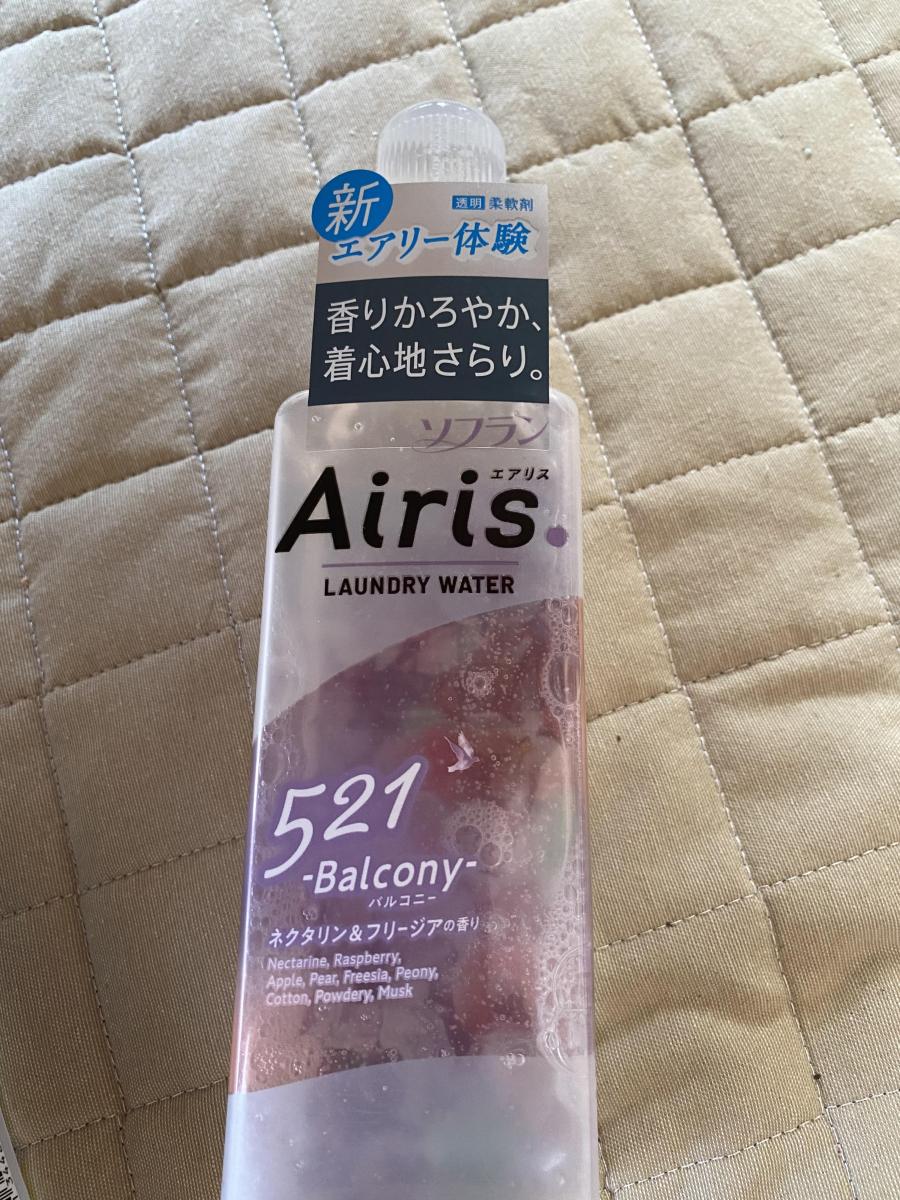 新
透明 柔軟剤
エアリー体験
香りかろやか、
着心地さらり。
ソフラン
エアリス
Airis.
LAUNDRY WATER
521
-Balcony-
バルコニー
ネクタリン&フリージアの香り
Nectarine, Raspberry,
Apple, Pear, Freesia, Peony,
Cotton, Powdery, Musk